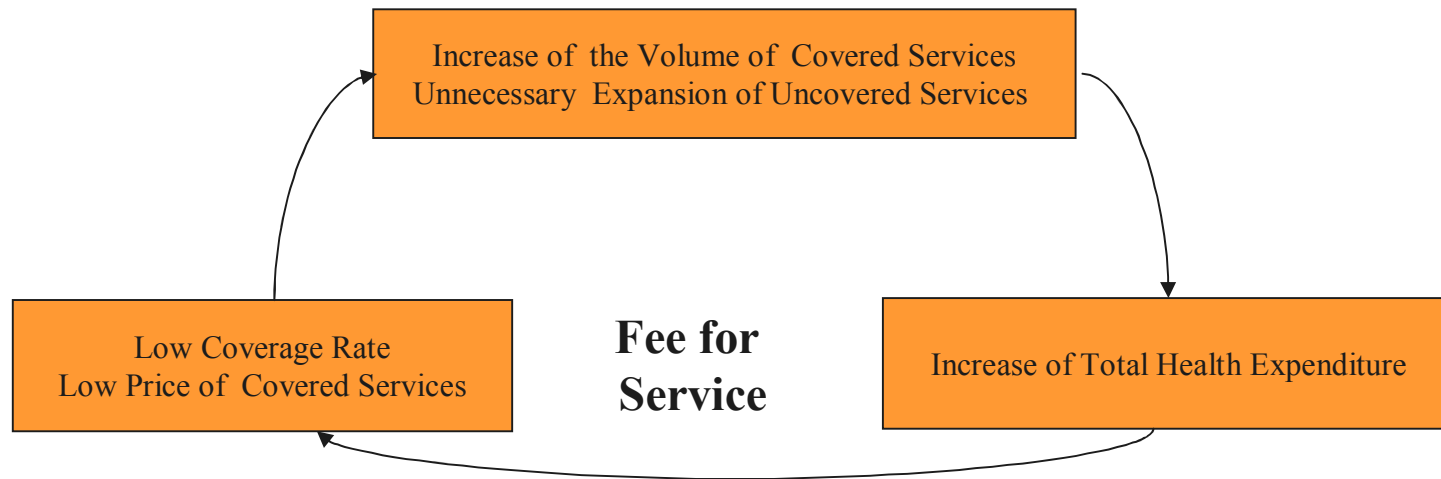 Increase of the Volume of Covered Services
Unnecessary Expansion of Uncovered Services
Low Coverage Rate
Low Price of Covered Services
Fee for
Service
Increase of Total Health Expenditure